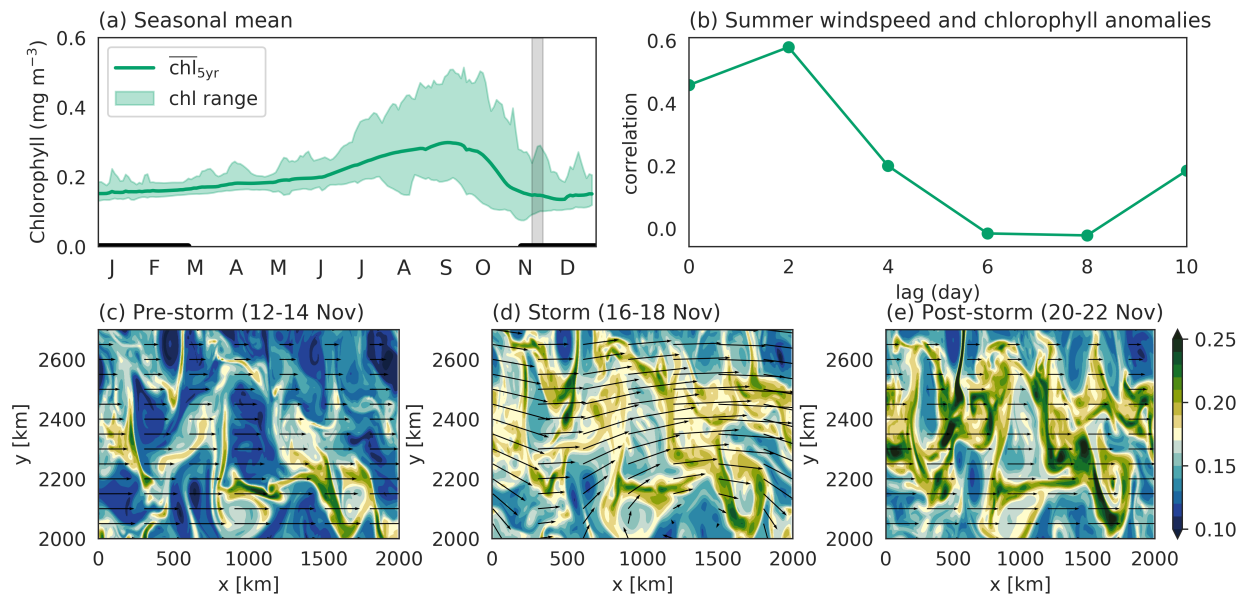 (a) Seasonal mean
(b) Summer windspeed and chlorophyll anomalies
Chlorophyll (mg m⁻³)
0.6
0.4
0.2
0.0
chl₅yr
chl range
J F M A M J J A S O N D
correlation
0.6
0.4
0.2
0.0
0 2 4 6 8 10
lag (day)
(c) Pre-storm (12-14 Nov)
(d) Storm (16-18 Nov)
(e) Post-storm (20-22 Nov)
y [km]
2600
2400
2200
2000
0 500 1000 1500 2000
x [km]
y [km]
2600
2400
2200
2000
0 500 1000 1500 2000
x [km]
y [km]
2600
2400
2200
2000
0 500 1000 1500 2000
x [km]
0.25
0.20
0.15
0.10